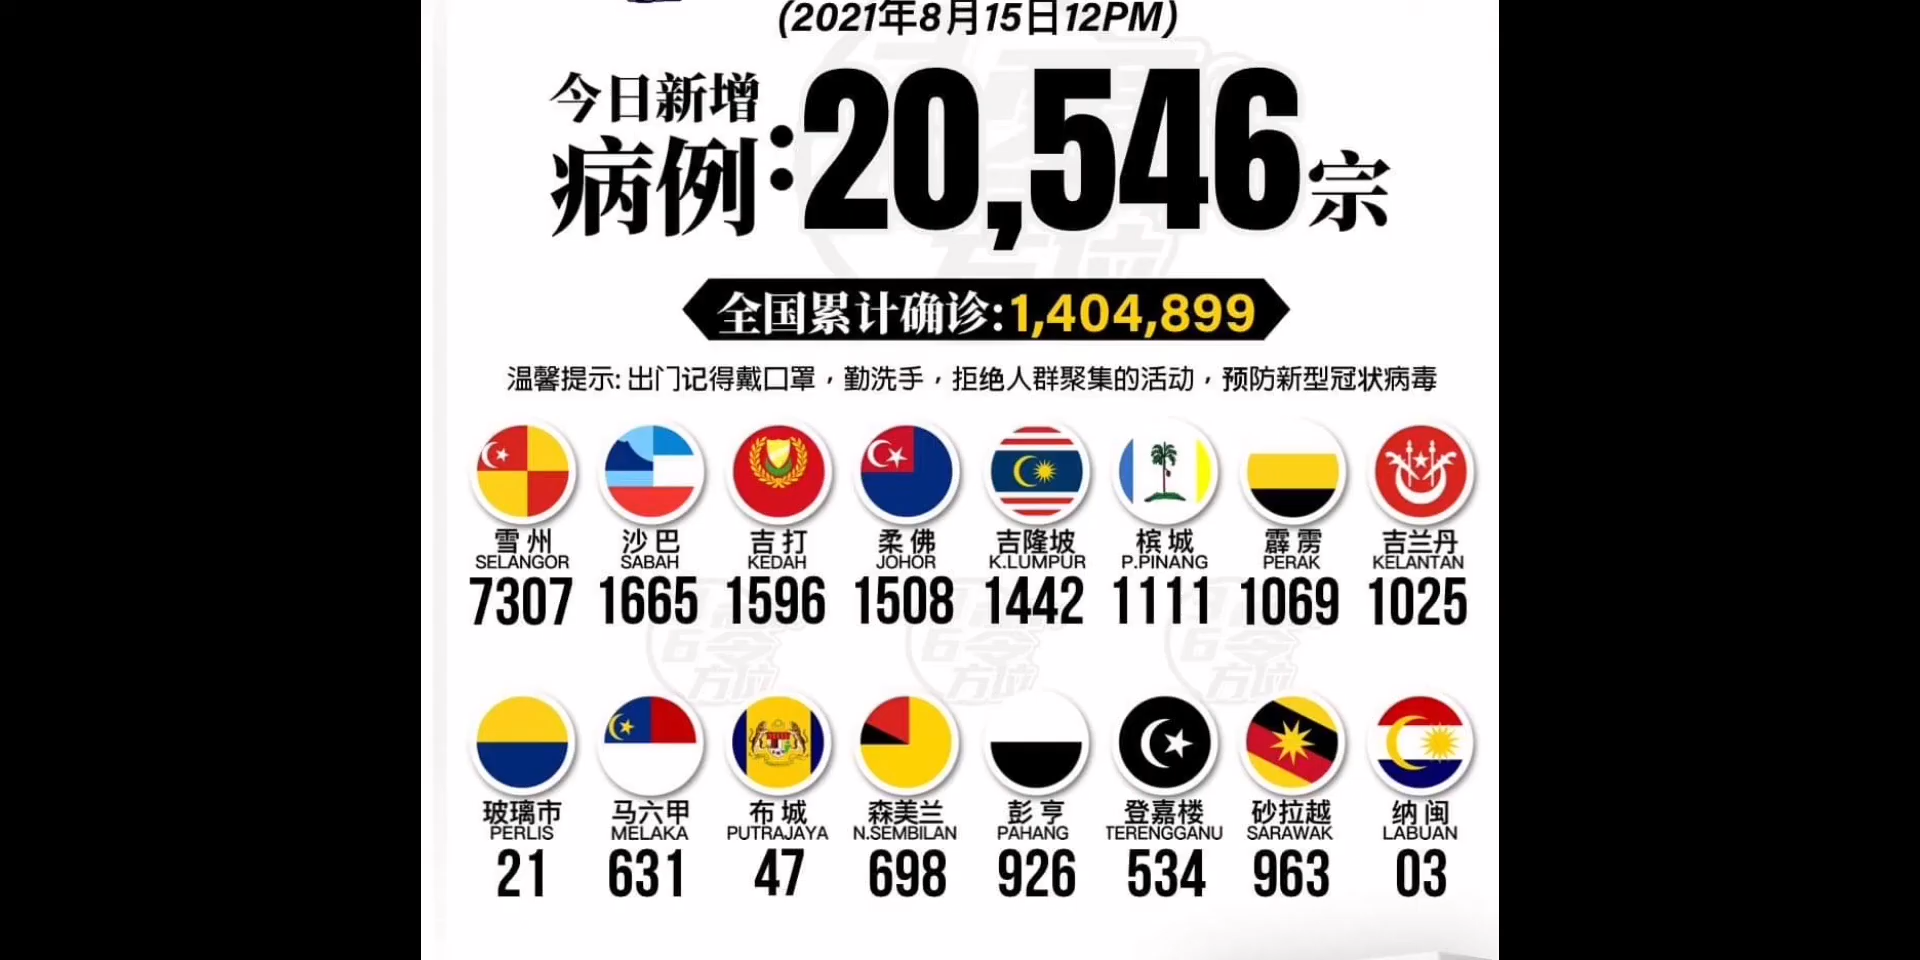 (2021年8月15日12PM)
今日新增
病例:20,546宗
全国累计确诊:1,404,899
温馨提示:出门记得戴口罩,勤洗手,拒绝人群聚集的活动,预防新型冠状病毒
雪州 沙巴 吉打 柔佛 吉隆坡 槟城 霹雳 吉兰丹
SELANGOR SABAH KEDAH JOHOR K.LUMPUR P.PINANG PERAK KELANTAN
7307 1665 1596 1508 1442 1111 1069 1025
玻璃市 马六甲 布城 森美兰 彭亨 登嘉楼 砂拉越 纳闽
PERLIS MELAKA PUTRAJAYA N.SEMBILAN PAHANG TERENGGANU SARAWAK LABUAN
21 631 47 698 926 534 963 03